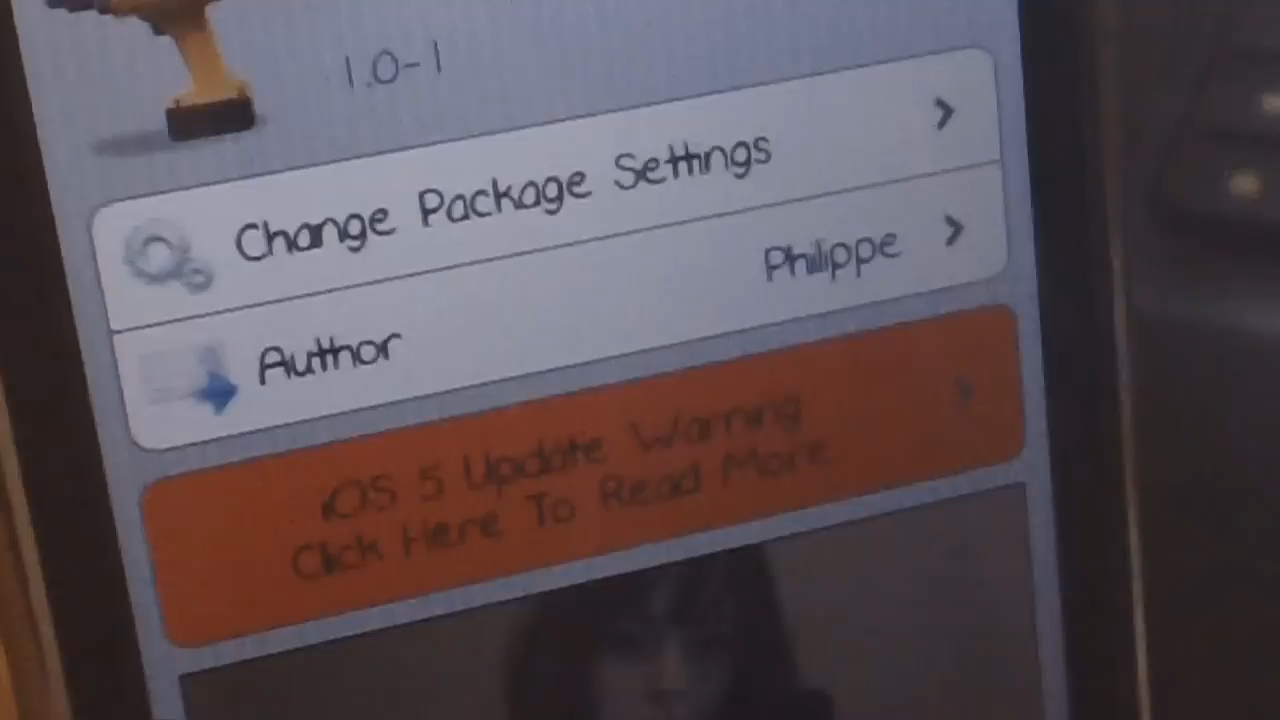 1.0-1
Change Package Settings
Author
Philippe
iOS 5 Update Warning
Click Here To Read More